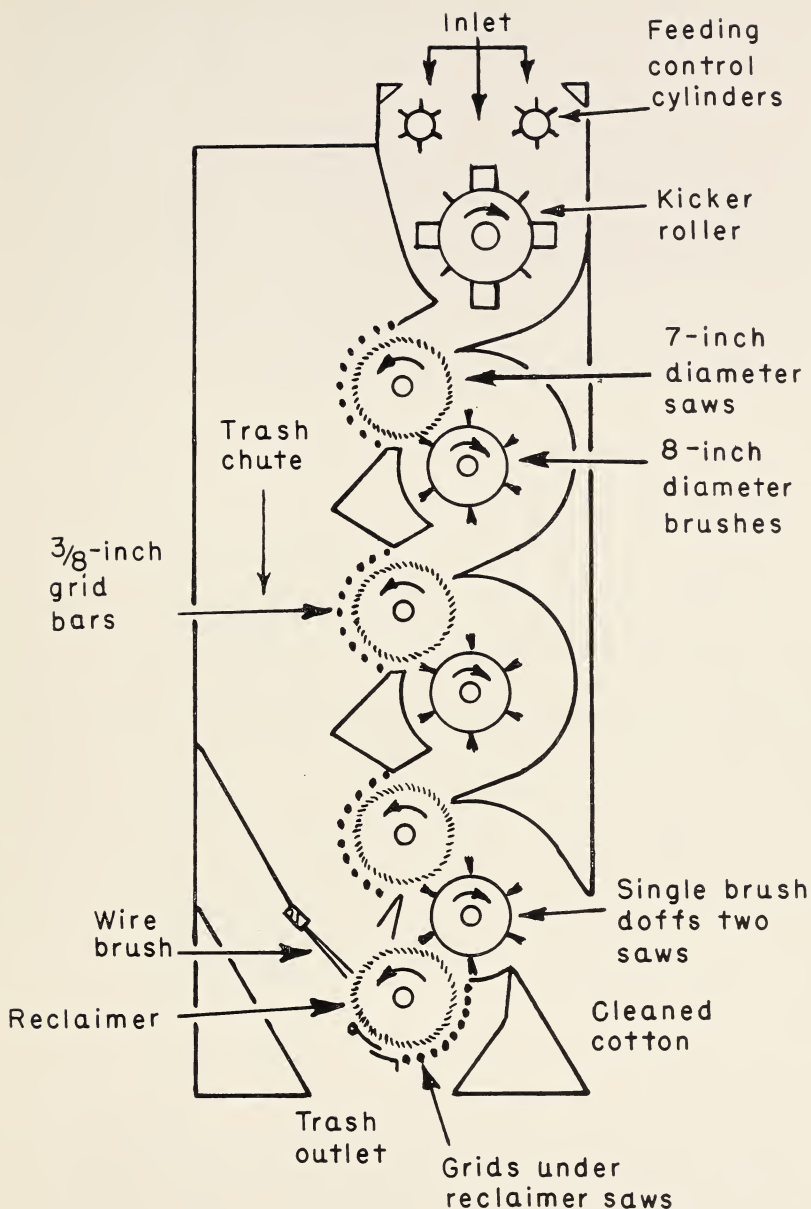 Inlet
Feeding
control
cylinders
Kicker
roller
7-inch
diameter
saws
Trash
chute
8-inch
diameter
brushes
3/8-inch
grid
bars
Single brush
doffs two
saws
Wire
brush
Reclaimer
Cleaned
cotton
Trash
outlet
Grids under
reclaimer saws